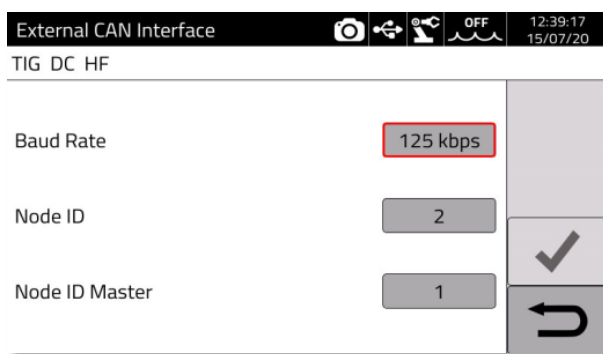 External CAN Interface
OFF
12:39:17
15/07/20
TIG DC HF
Baud Rate
125 kbps
Node ID
2
Node ID Master
1